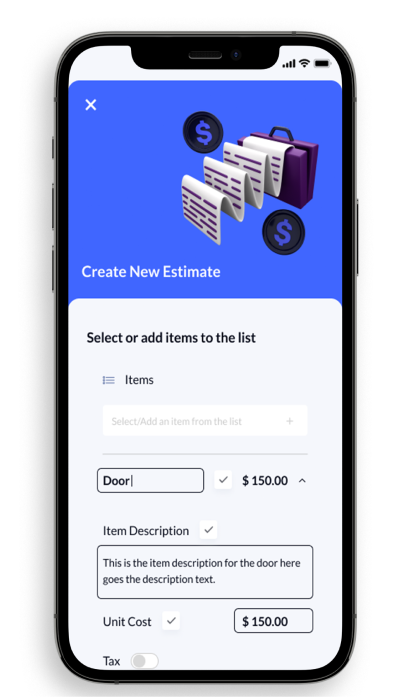 Create New Estimate
Select or add items to the list
Items
Select/Add an item from the list +
Door
$ 150.00
Item Description
This is the item description for the door here
goes the description text.
Unit Cost
$ 150.00
Tax